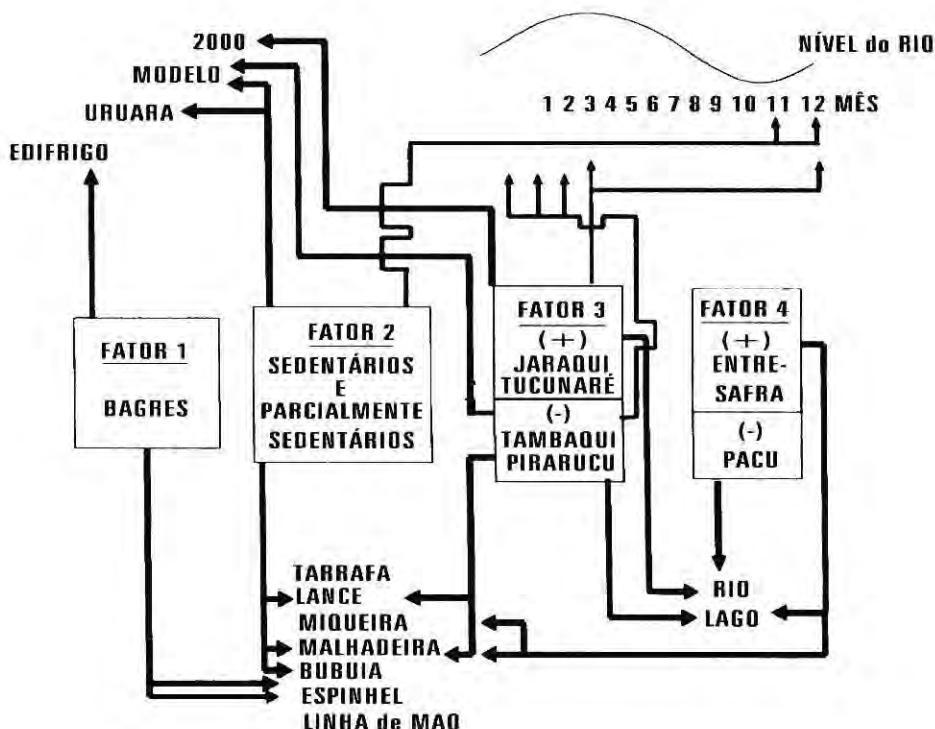 2000
MODELO
URUARA
EDIFRIGO
NÍVEL do RIO
1 2 3 4 5 6 7 8 9 10 11 12 MÊS
FATOR 1
BAGRES
FATOR 2
SEDENTÁRIOS
E
PARCIALMENTE
SEDENTÁRIOS
FATOR 3
(+)
JARAQUI
TUCUNARÉ
(-)
TAMBAQUI
PIRARUCU
FATOR 4
(+)
ENTRE-
SAFRA
(-)
PACU
TARRAFA
LANCE
MIQUEIRA
MALHADEIRA
BUBUIA
ESPINHEL
LINHA de MAO
RIO
LAGO